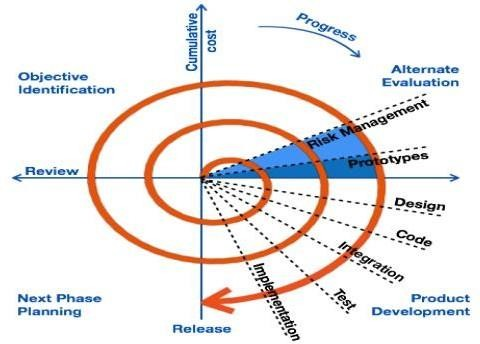 Cumulative
cost
Progress
Objective
Identification
Alternate
Evaluation
Risk Management
Prototypes
Review
Design
Code
Integration
Test
Implementation
Next Phase
Planning
Product
Development
Release